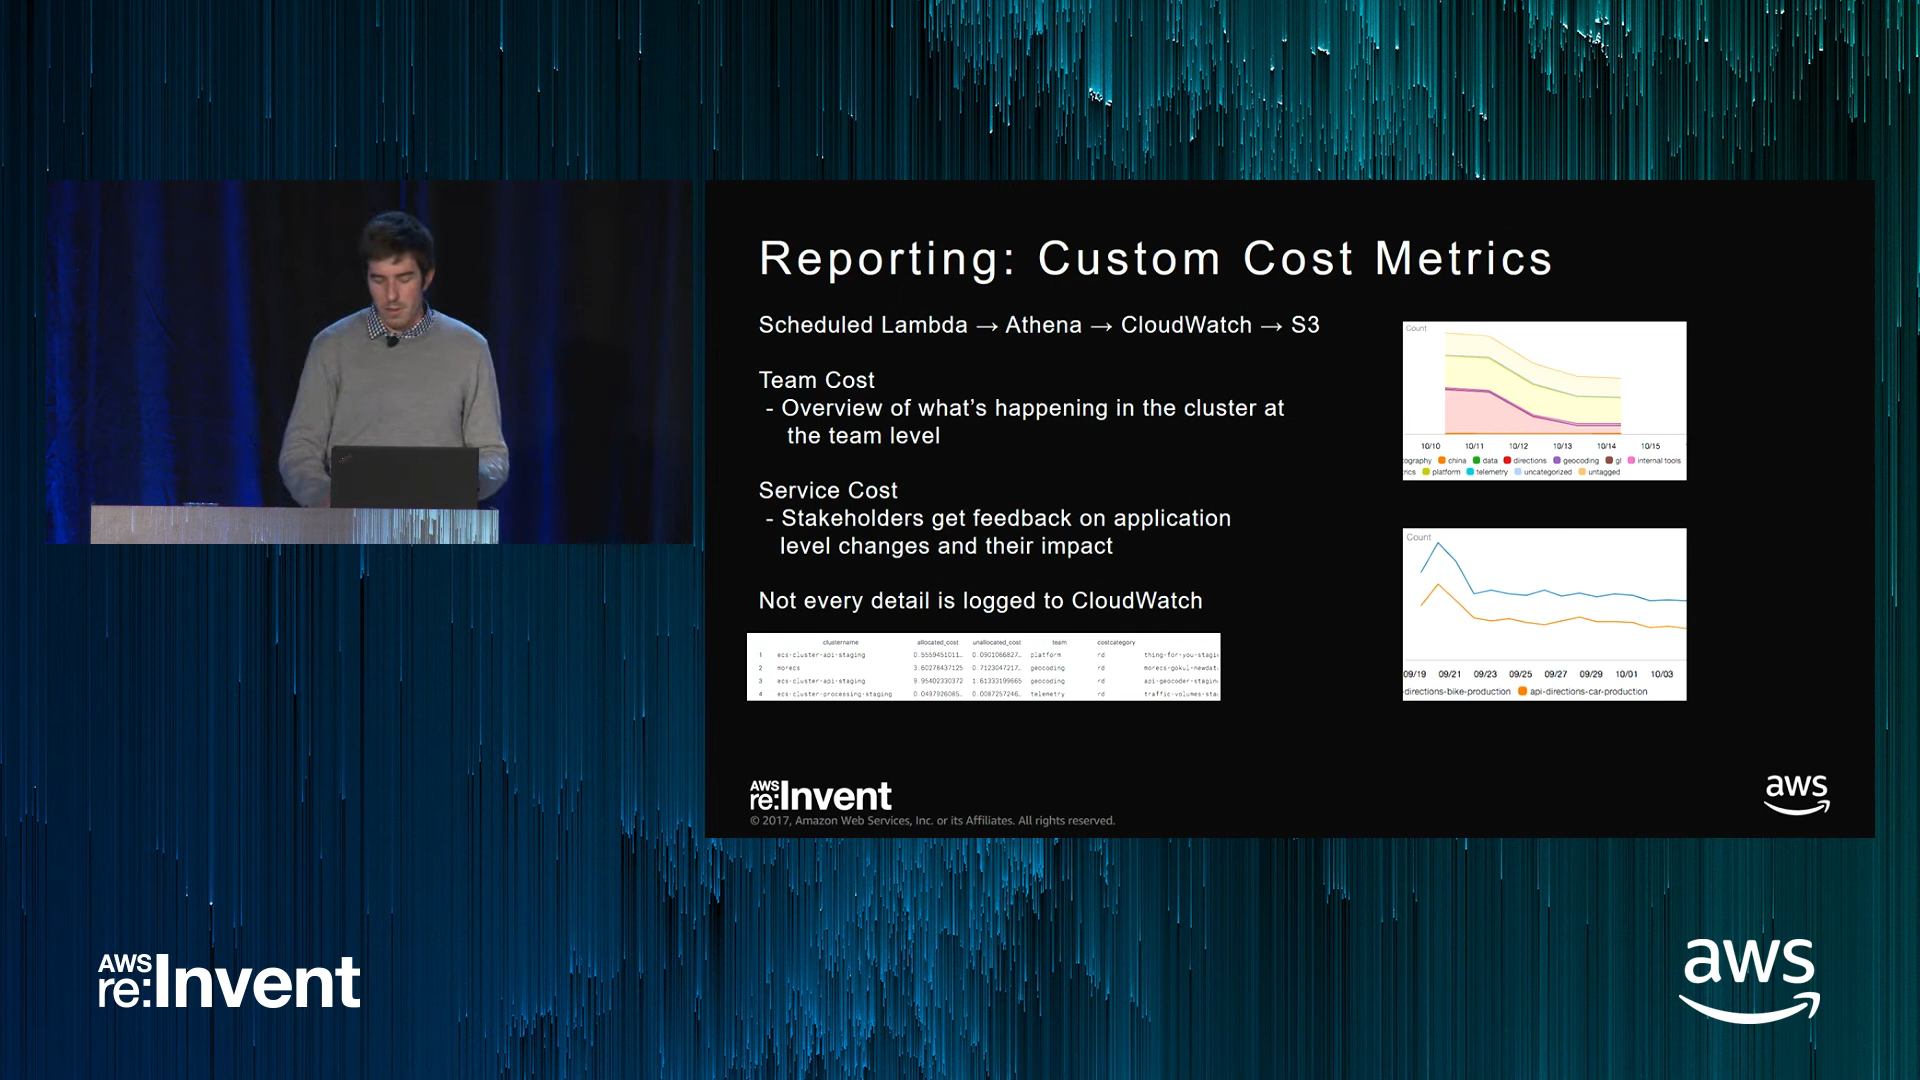 Reporting: Custom Cost Metrics
Scheduled Lambda → Athena → CloudWatch → S3
Team Cost
- Overview of what's happening in the cluster at
the team level
Service Cost
- Stakeholders get feedback on application
level changes and their impact
Not every detail is logged to CloudWatch
clustername allocated_cost unallocated_cost team costcategory
1 ecs-cluster-api-staging 0.5559451011.. 0.0901066827.. platform rd thing-for-you-stagi
2 morecs 3.60278437125 0.7123047217.. geocoding rd morecs-gokul-newdat
3 ecs-cluster-api-staging 9.95402330372 1.61333199665 geocoding rd api-geocoder-stagin
4 ecs-cluster-processing-staging 0.0497926085.. 0.0087257246.. telemetry rd traffic-volumes-sta
Count
10/10 10/11 10/12 10/13 10/14 10/15
ography china data directions geocoding gl internal tools
rics platform telemetry uncategorized untagged
Count
09/19 09/21 09/23 09/25 09/27 09/29 10/01 10/03
-directions-bike-production api-directions-car-production
AWS
re:Invent
© 2017, Amazon Web Services, Inc. or its Affiliates. All rights reserved.
aws
AWS
re:Invent
aws